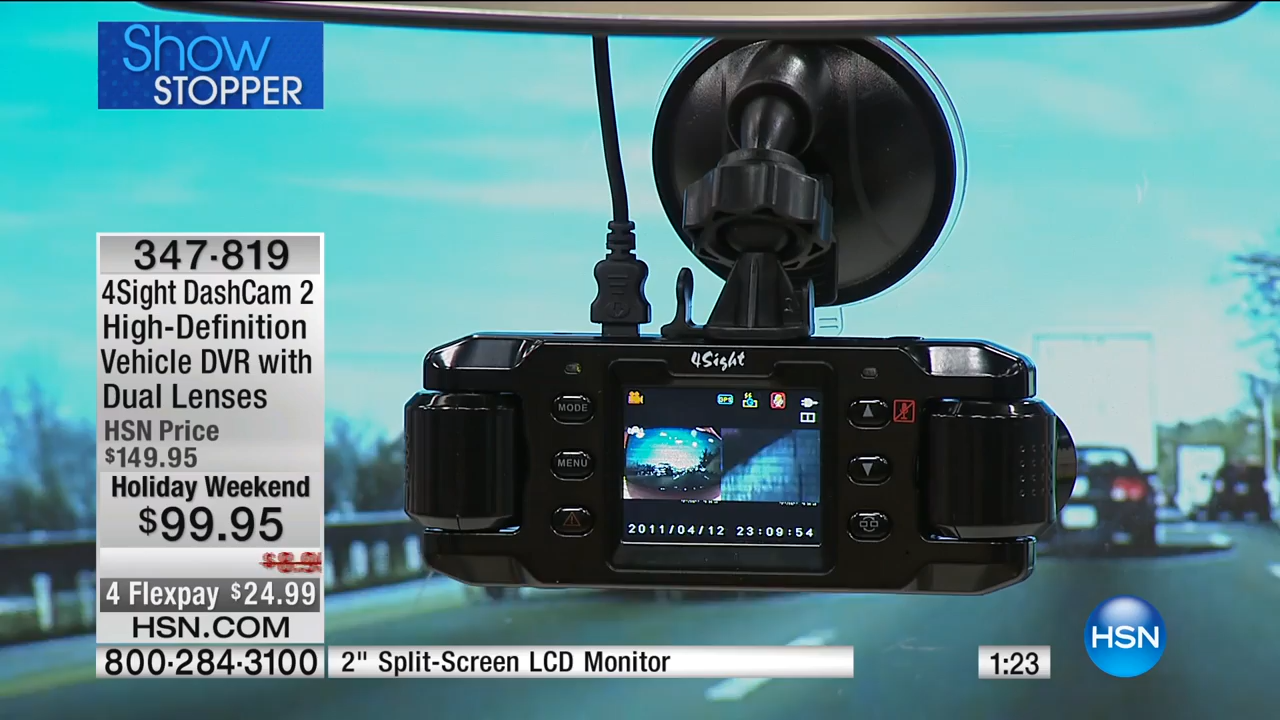 Show
STOPPER
347·819
4Sight DashCam 2
High-Definition
Vehicle DVR with
Dual Lenses
HSN Price
$149.95
Holiday Weekend
$99.95
4 Flexpay $24.99
HSN.COM
800·284·3100
2" Split-Screen LCD Monitor
1:23
HSN
4Sight
MODE
MENU
GPS
2011/04/12 23:09:54